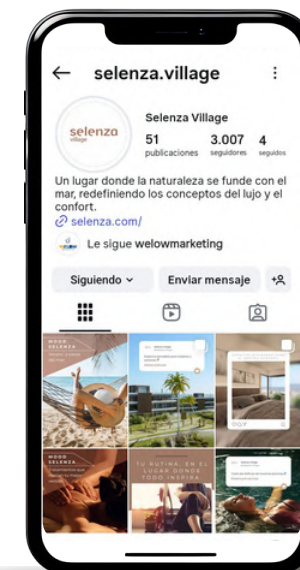 selenza.village
selenza
village
Selenza Village
51 3.007 4
publicaciones seguidores seguidos
Un lugar donde la naturaleza se funde con el
mar, redefiniendo los conceptos del lujo y el
confort.
selenza.com/
Le sigue welowmarketing
Siguiendo Enviar mensaje
MODO
SELENZA
MODO
SELENZA
TU RUTINA, EN EL
LUGAR DONDE
TODO INSPIRA